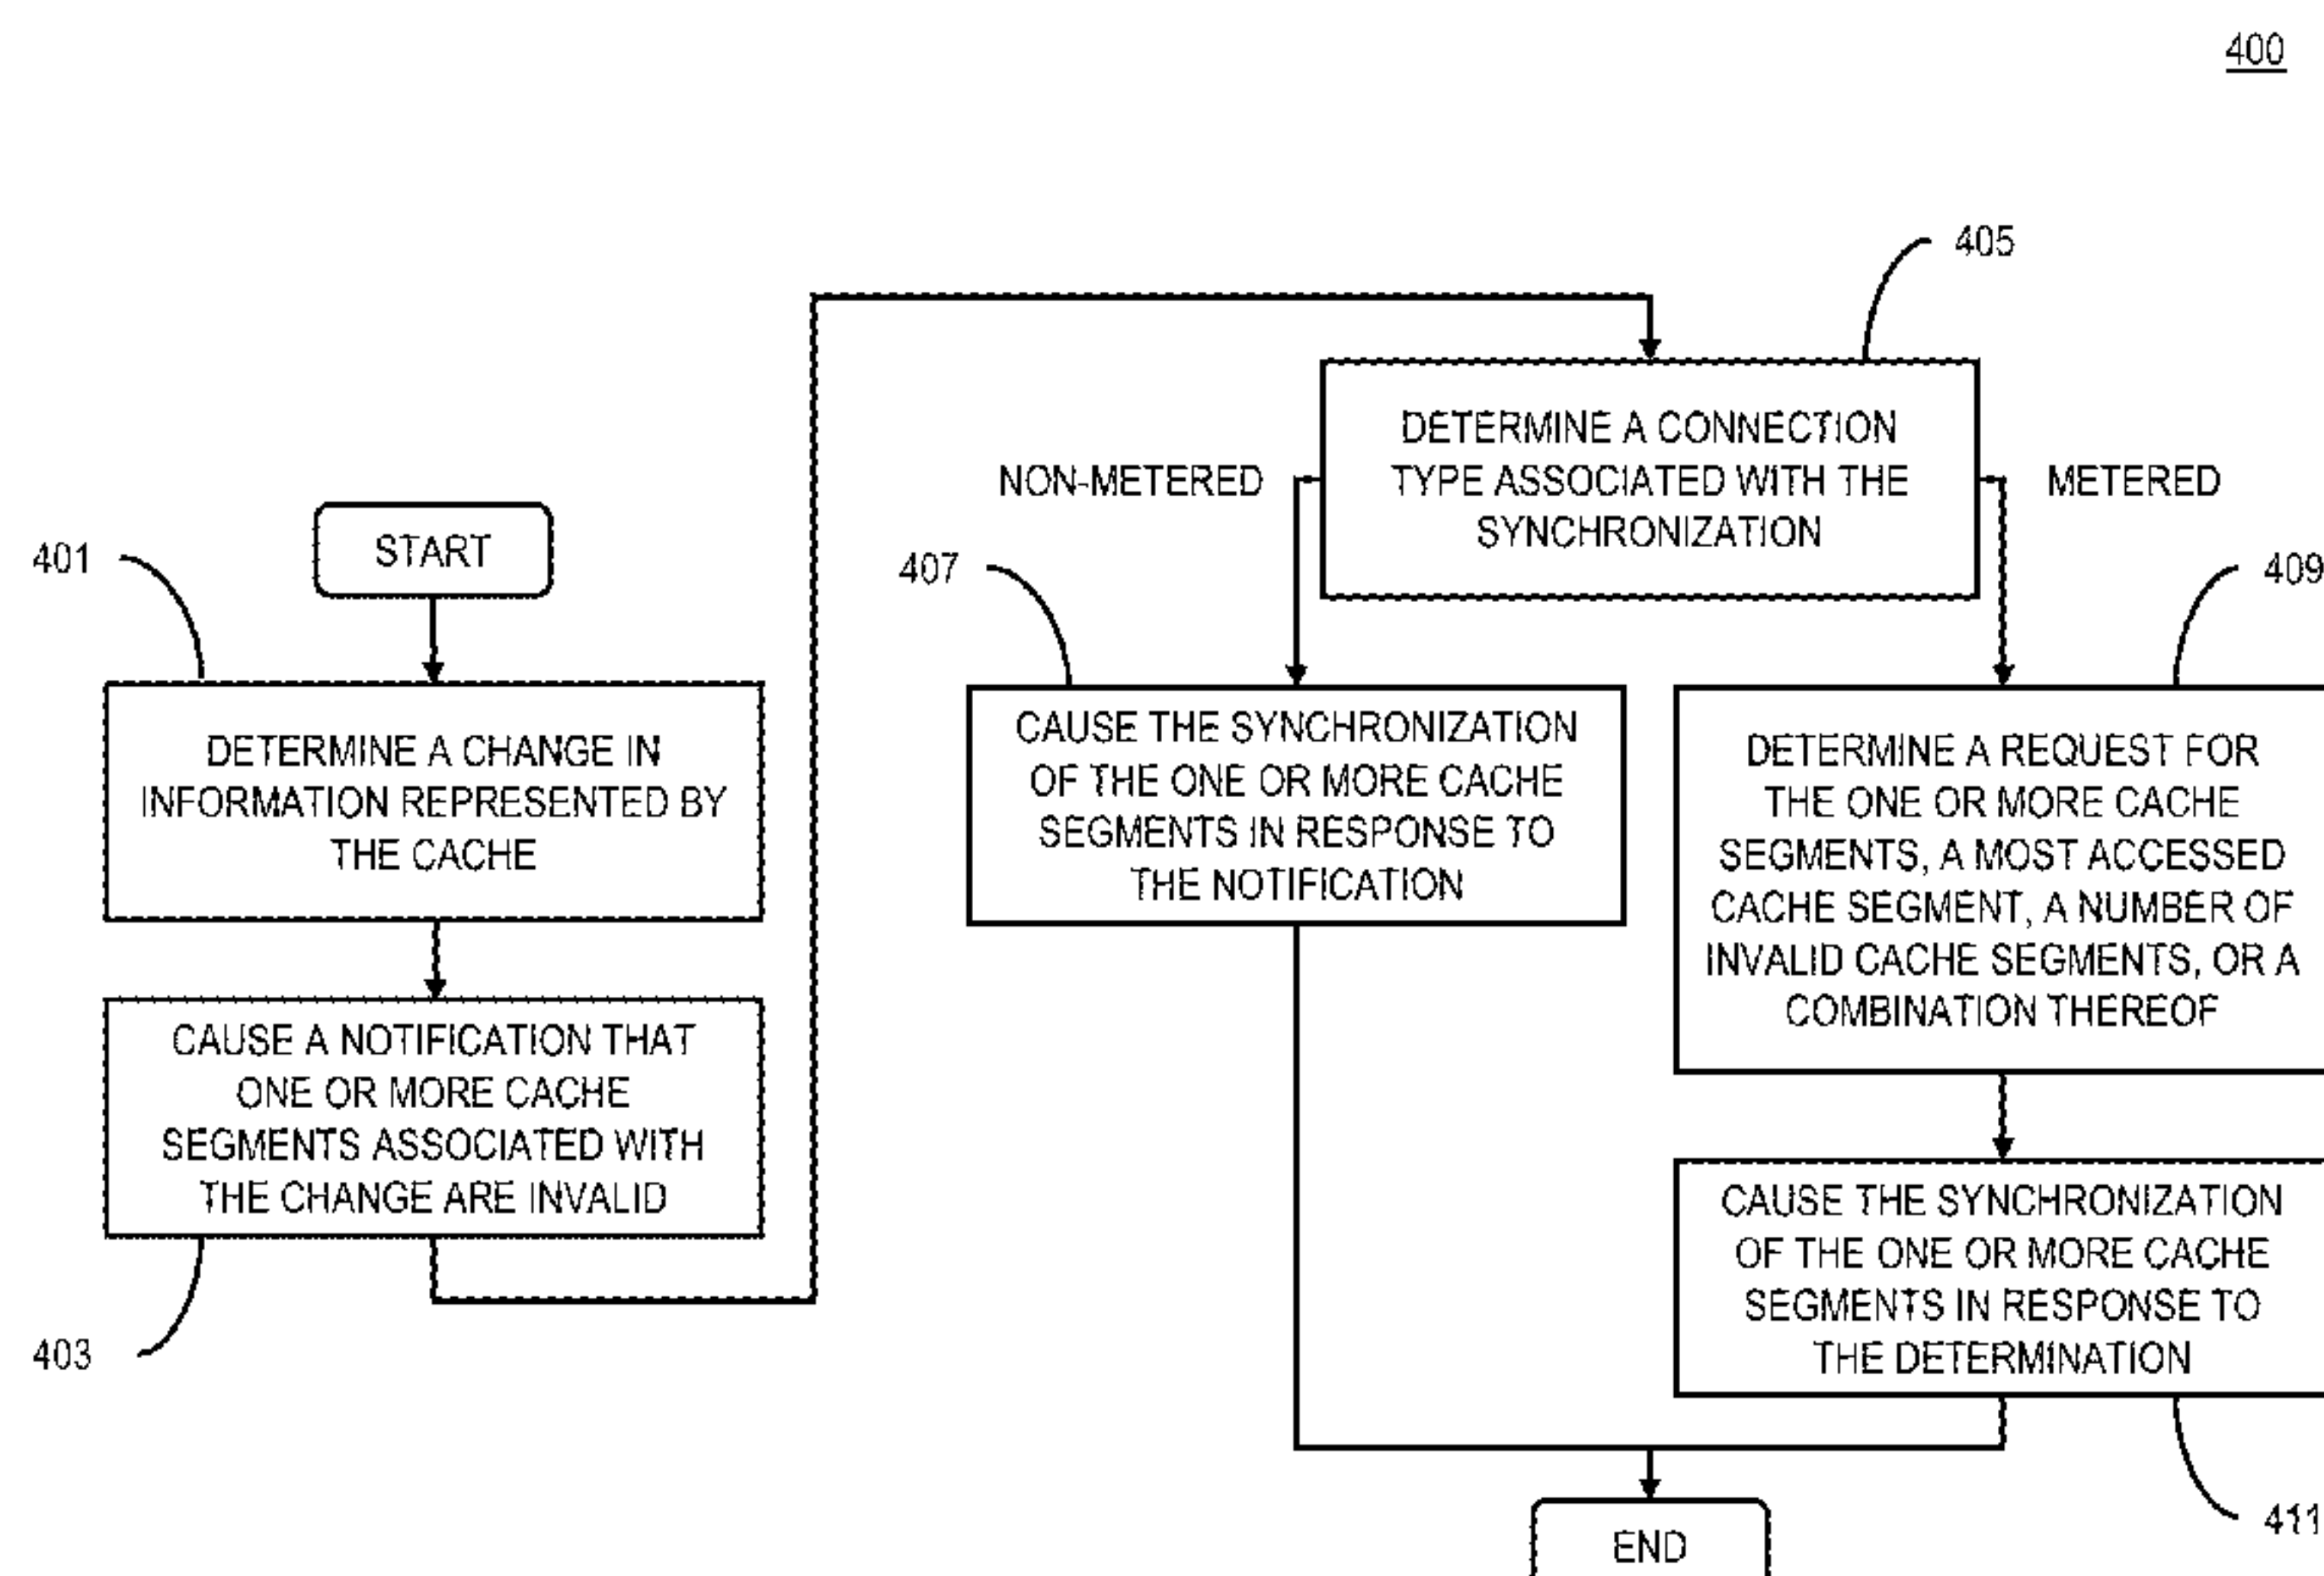 400
START
401
DETERMINE A CHANGE IN
INFORMATION REPRESENTED BY
THE CACHE
CAUSE A NOTIFICATION THAT
ONE OR MORE CACHE
SEGMENTS ASSOCIATED WITH
THE CHANGE ARE INVALID
403
405
DETERMINE A CONNECTION
TYPE ASSOCIATED WITH THE
SYNCHRONIZATION
NON-METERED
METERED
407
CAUSE THE SYNCHRONIZATION
OF THE ONE OR MORE CACHE
SEGMENTS IN RESPONSE TO
THE NOTIFICATION
409
DETERMINE A REQUEST FOR
THE ONE OR MORE CACHE
SEGMENTS, A MOST ACCESSED
CACHE SEGMENT, A NUMBER OF
INVALID CACHE SEGMENTS, OR A
COMBINATION THEREOF
CAUSE THE SYNCHRONIZATION
OF THE ONE OR MORE CACHE
SEGMENTS IN RESPONSE TO
THE DETERMINATION
411
END